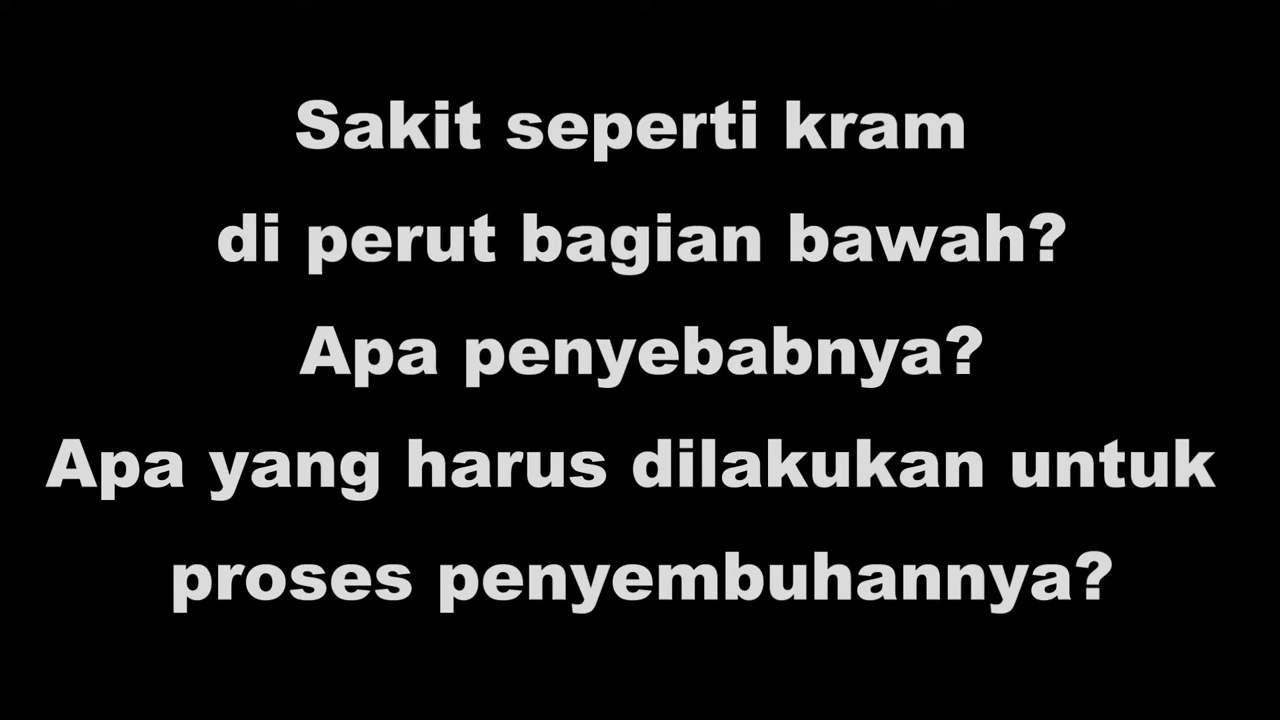 Sakit seperti kram
di perut bagian bawah?
Apa penyebabnya?
Apa yang harus dilakukan untuk
proses penyembuhannya?